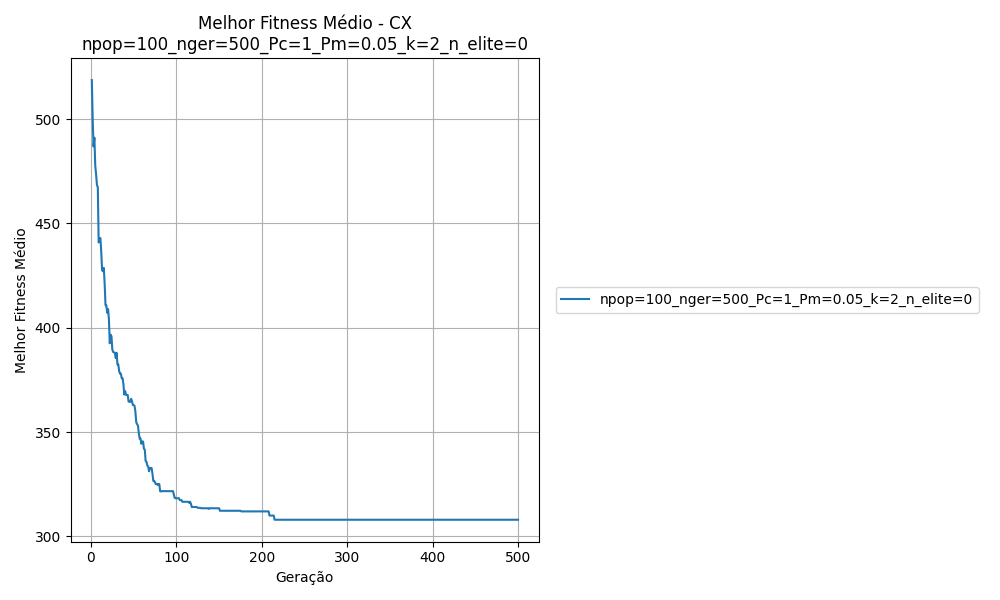 Melhor Fitness Médio - CX
npop=100_nger=500_Pc=1_Pm=0.05_k=2_n_elite=0
Melhor Fitness Médio
500
450
400
350
300
0
100
200
300
400
500
Geração
npop=100_nger=500_Pc=1_Pm=0.05_k=2_n_elite=0